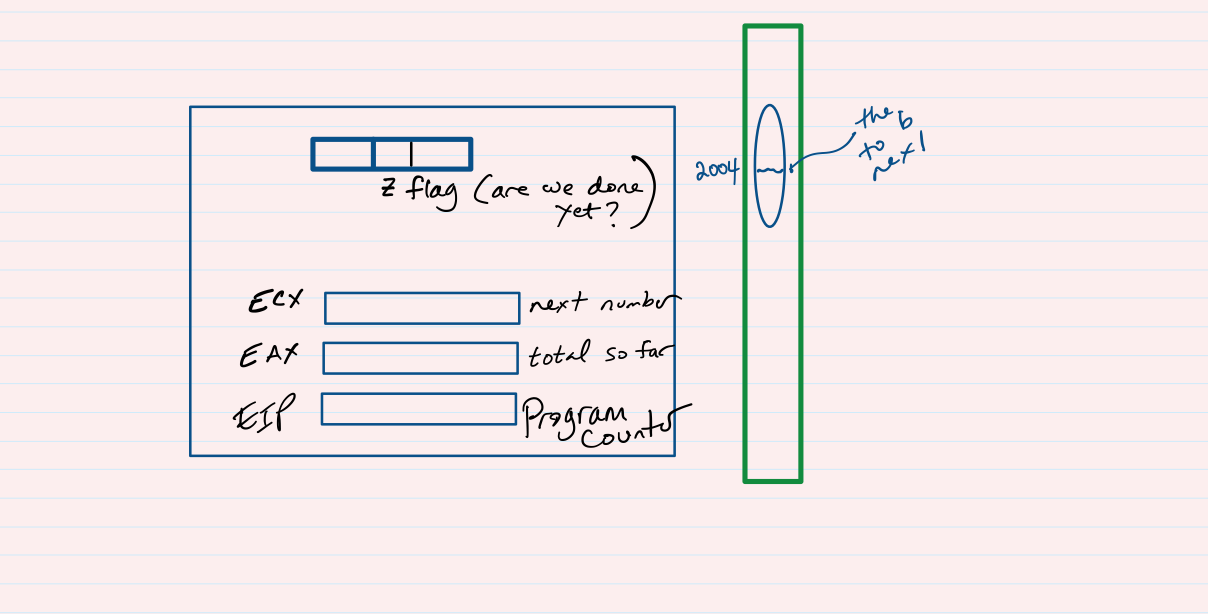 Z flag (are we done
yet?)
ECX next number
EAX total so far
EIP Program
Counter
2004
the 6
to
next